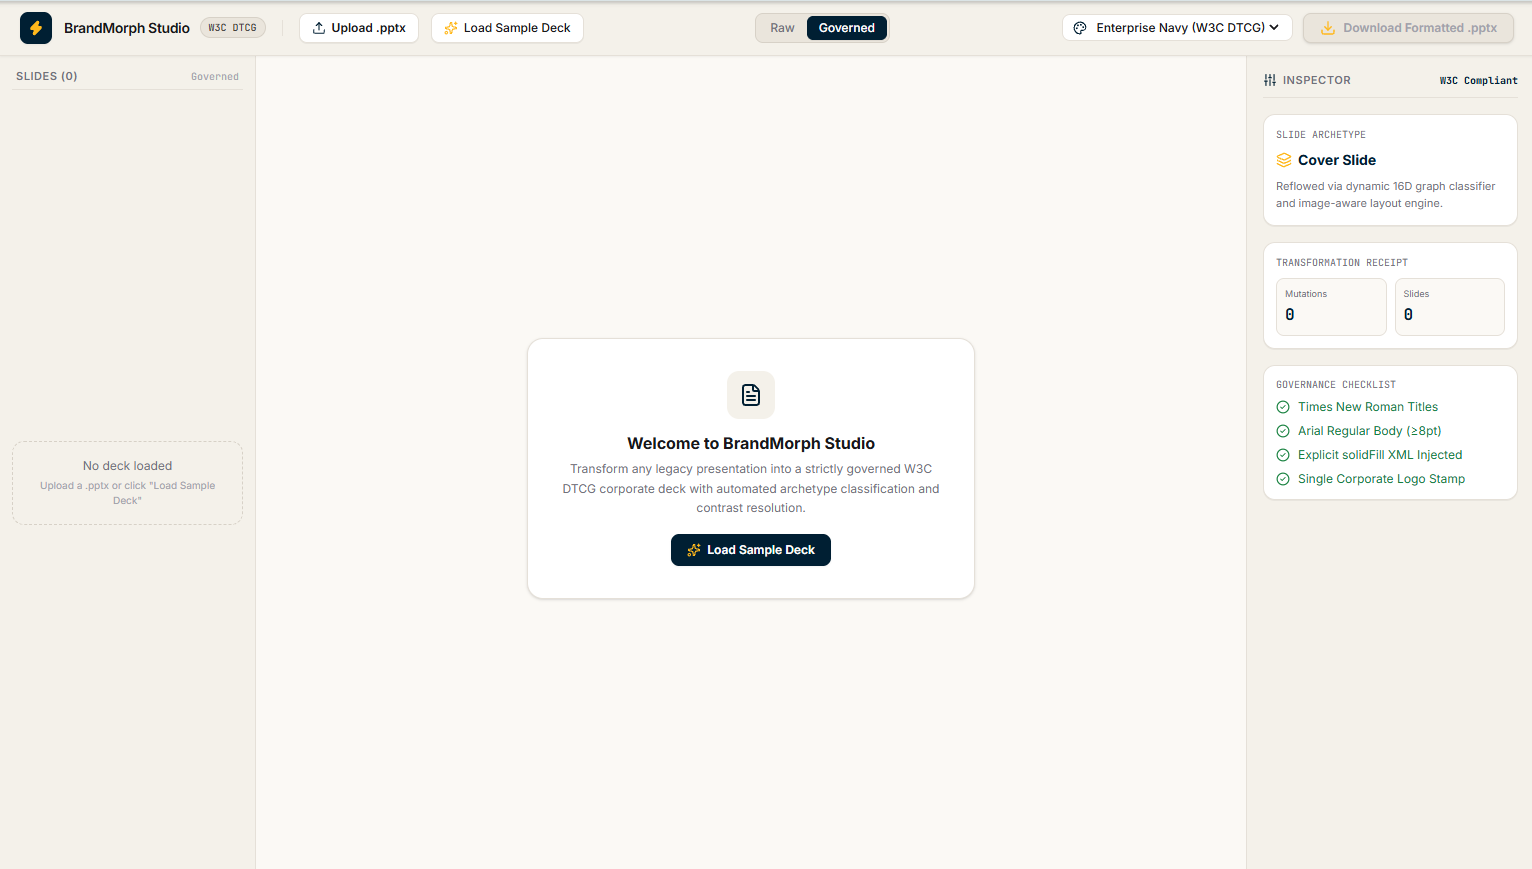 BrandMorph Studio
W3C DTCG
Upload .pptx
Load Sample Deck
Raw
Governed
Enterprise Navy (W3C DTCG)
Download Formatted .pptx
SLIDES (0)
Governed
No deck loaded
Upload a .pptx or click "Load Sample
Deck"
Welcome to BrandMorph Studio
Transform any legacy presentation into a strictly governed W3C
DTCG corporate deck with automated archetype classification and
contrast resolution.
Load Sample Deck
INSPECTOR
W3C Compliant
SLIDE ARCHETYPE
Cover Slide
Reflowed via dynamic 16D graph classifier
and image-aware layout engine.
TRANSFORMATION RECEIPT
Mutations
0
Slides
0
GOVERNANCE CHECKLIST
Times New Roman Titles
Arial Regular Body (≥8pt)
Explicit solidFill XML Injected
Single Corporate Logo Stamp